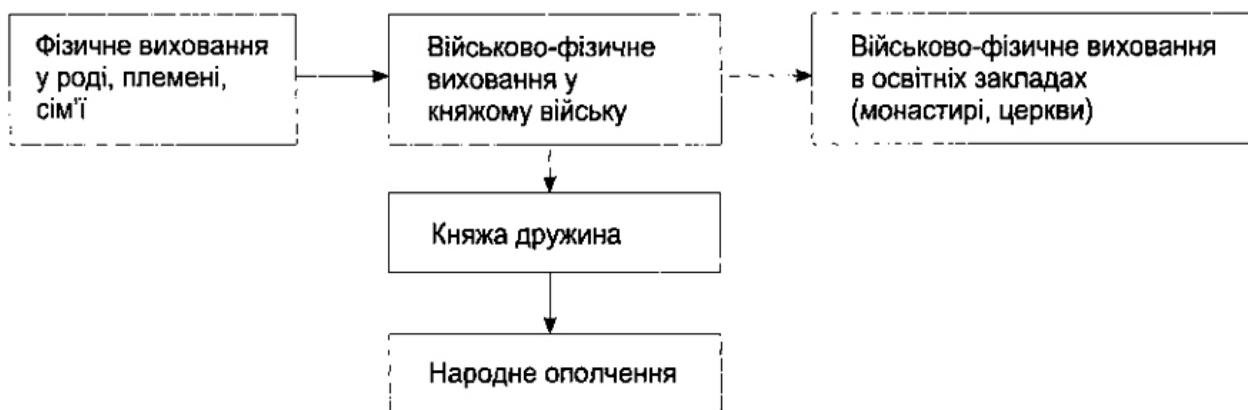 Фізичне виховання
у роді, племені,
сім'ї
Військово-фізичне
виховання у
княжому війську
Військово-фізичне виховання
в освітніх закладах
(монастирі, церкви)
Княжа дружина
Народне ополчення